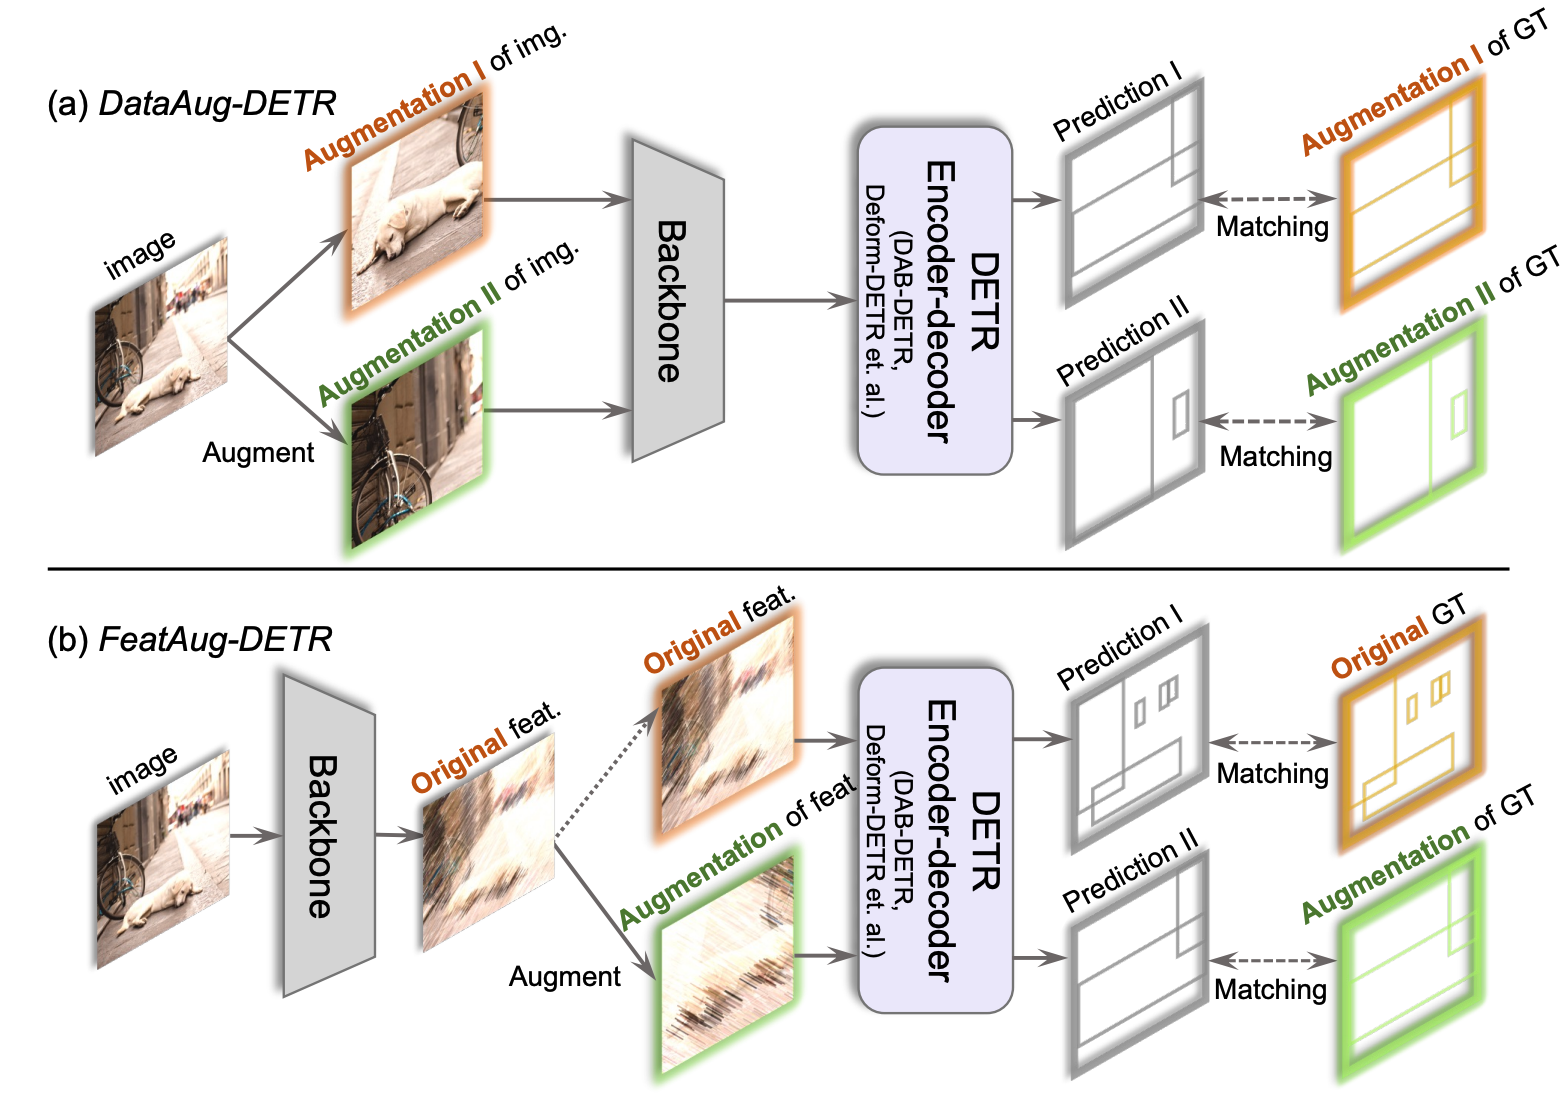 (a) DataAug-DETR
image
Augment
Augmentation I of img.
Augmentation II of img.
Backbone
DETR
Encoder-decoder
(DAB-DETR,
Deform-DETR et. al.)
Prediction I
Prediction II
Matching
Matching
Augmentation I of GT
Augmentation II of GT
(b) FeatAug-DETR
image
Backbone
Original feat.
Augment
Original feat.
Augmentation of feat
DETR
Encoder-decoder
(DAB-DETR,
Deform-DETR et. al.)
Prediction I
Prediction II
Matching
Matching
Original GT
Augmentation of GT